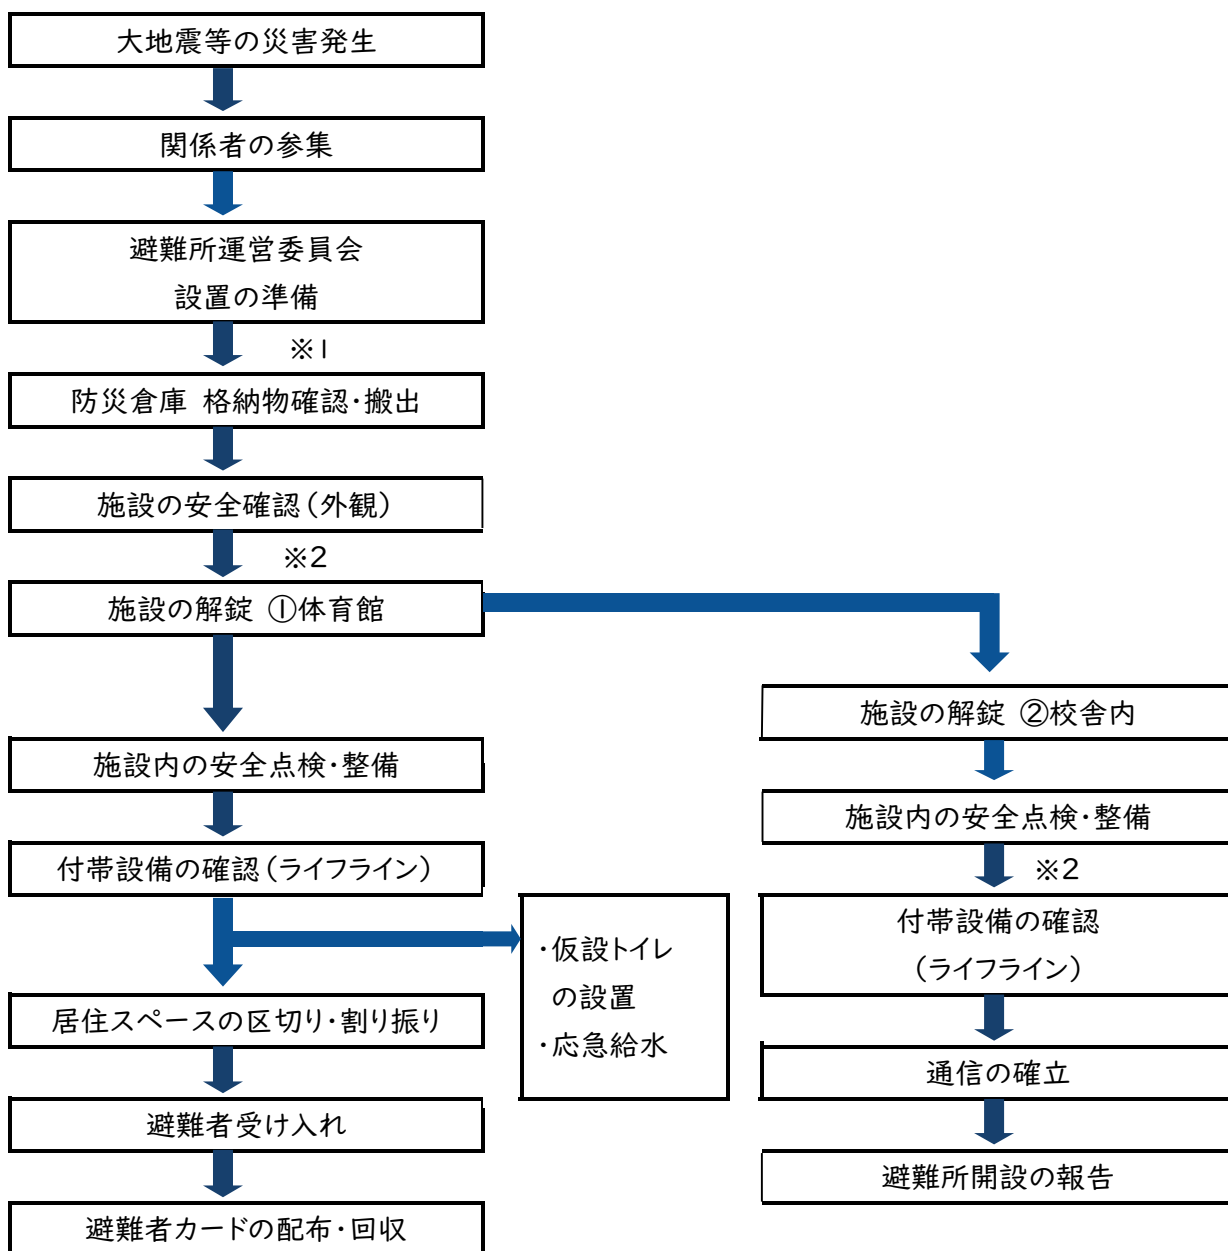 大地震等の災害発生
関係者の参集
避難所運営委員会
設置の準備
※1
防災倉庫 格納物確認・搬出
施設の安全確認（外観）
※2
施設の解錠 ①体育館
施設内の安全点検・整備
付帯設備の確認（ライフライン）
・仮設トイレ
の設置
・応急給水
居住スペースの区切り・割り振り
避難者受け入れ
避難者カードの配布・回収
施設の解錠 ②校舎内
施設内の安全点検・整備
※2
付帯設備の確認
（ライフライン）
通信の確立
避難所開設の報告